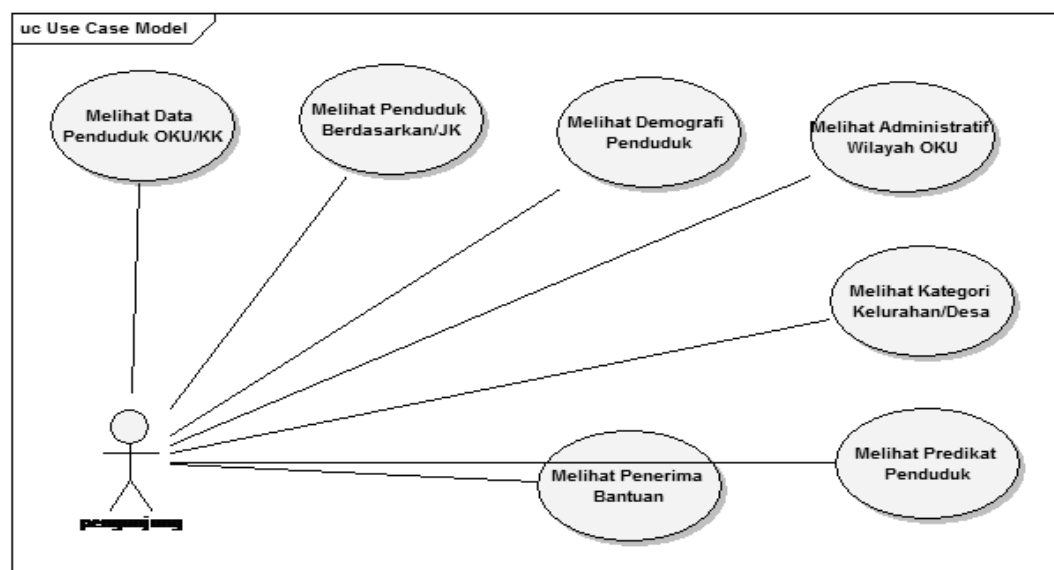 uc Use Case Model
Melihat Data
Penduduk OKU/KK
Melihat Penduduk
Berdasarkan/JK
Melihat Demografi
Penduduk
Melihat Administratif
Wilayah OKU
Melihat Kategori
Kelurahan/Desa
Melihat Predikat
Penduduk
Melihat Penerima
Bantuan
pengunjung